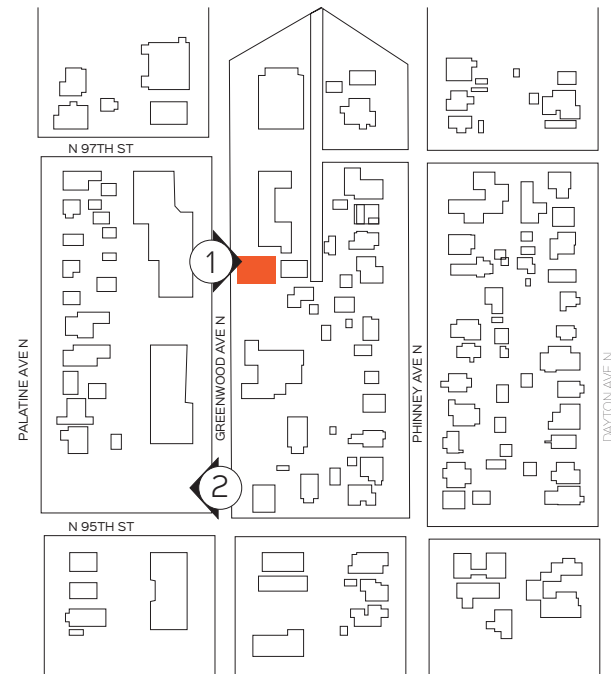 N 97TH ST
1
PALATINE AVE N
GREENWOOD AVE N
PHINNEY AVE N
DAYTON AVE N
2
N 95TH ST